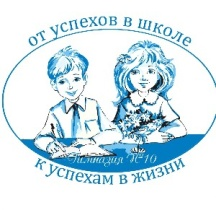 от успехов в школе
Гимназия №10
к успехам в жизни